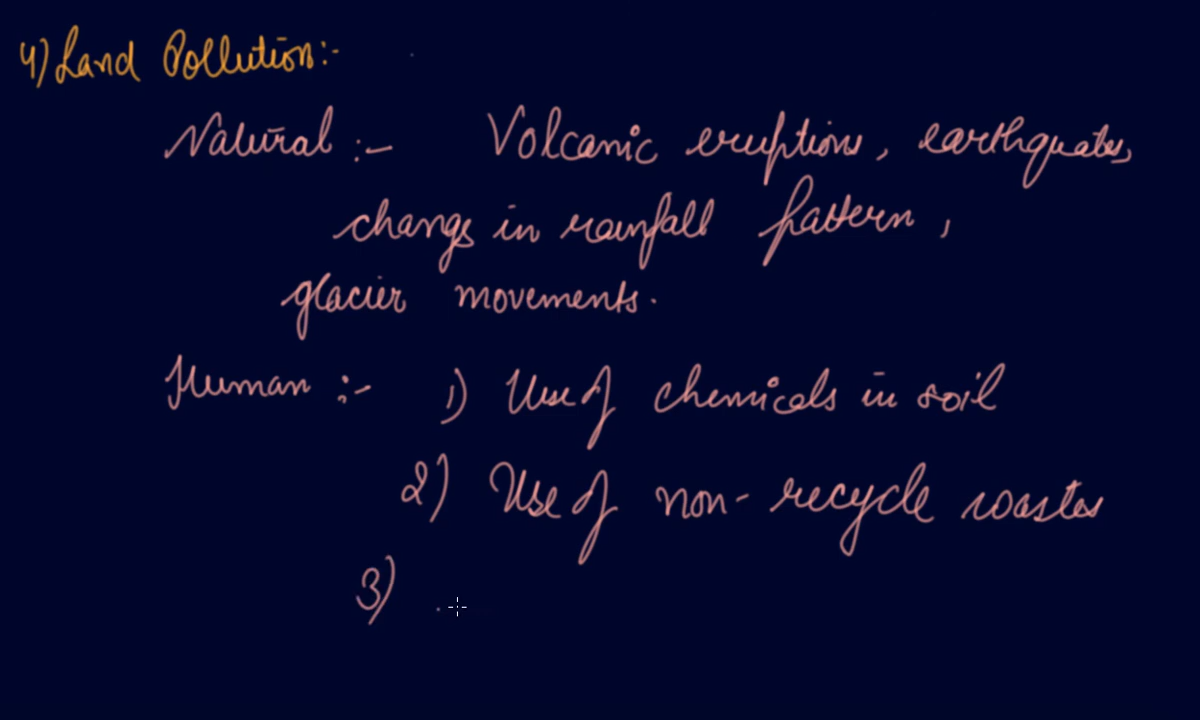 4) Land Pollution:-
Natural :- Volcanic eruptions, earthquakes,
change in rainfall pattern,
glacier movements.
Human :- 1) Use of chemicals in soil
2) Use of non-recycle wastes
3)